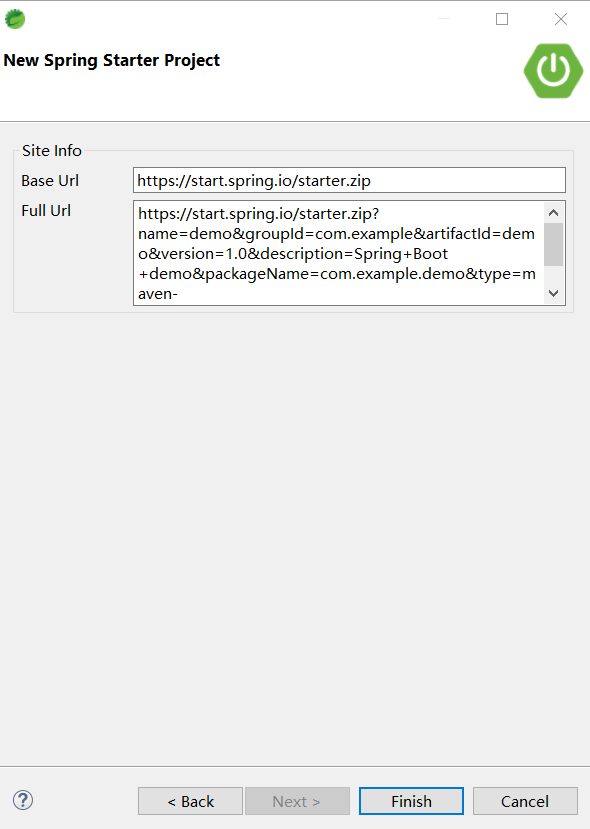 New Spring Starter Project
Site Info
Base Url
https://start.spring.io/starter.zip
Full Url
https://start.spring.io/starter.zip?
name=demo&groupId=com.example&artifactId=dem
o&version=1.0&description=Spring+Boot
+demo&packageName=com.example.demo&type=m
aven-
?
< Back
Next >
Finish
Cancel